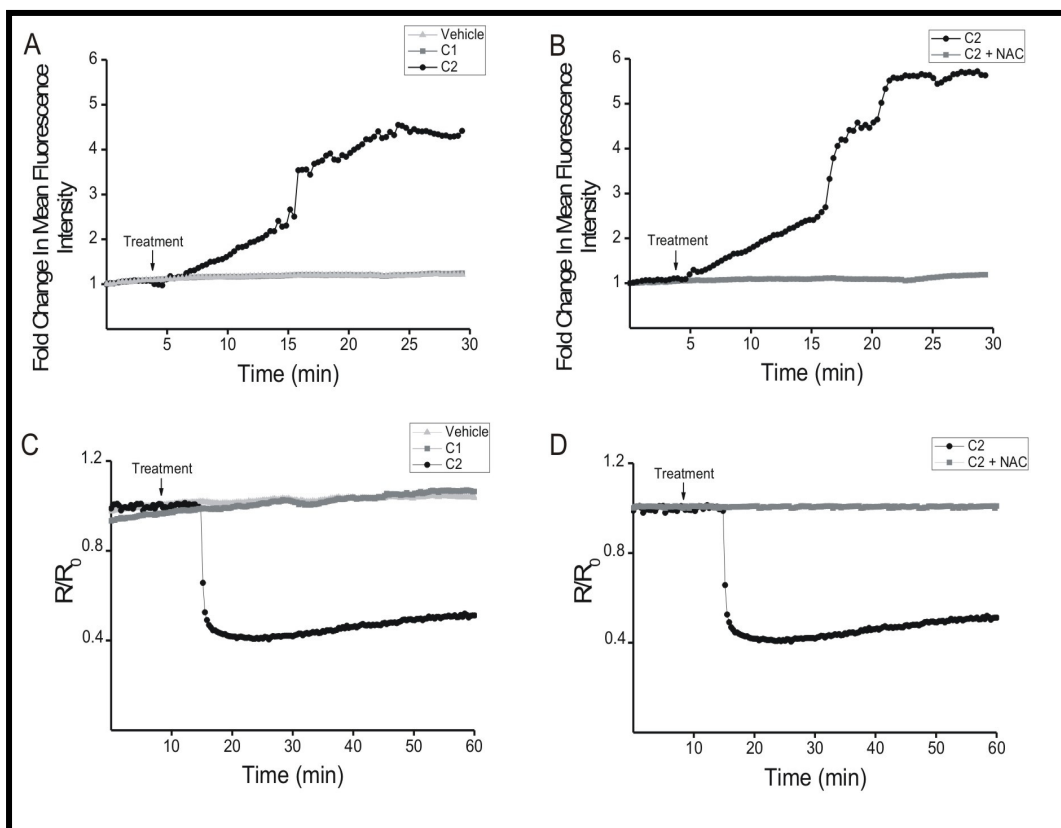 A
Vehicle
C1
C2
Fold Change In Mean Fluorescence
Intensity
6
5
4
3
2
1
Treatment
5
10
15
20
25
30
Time (min)
B
C2
C2 + NAC
Fold Change In Mean Fluorescence
Intensity
6
5
4
3
2
1
Treatment
5
10
15
20
25
30
Time (min)
C
Vehicle
C1
C2
R/R0
1.2
0.8
0.4
Treatment
10
20
30
40
50
60
Time (min)
D
C2
C2 + NAC
R/R0
1.2
0.8
0.4
Treatment
10
20
30
40
50
60
Time (min)